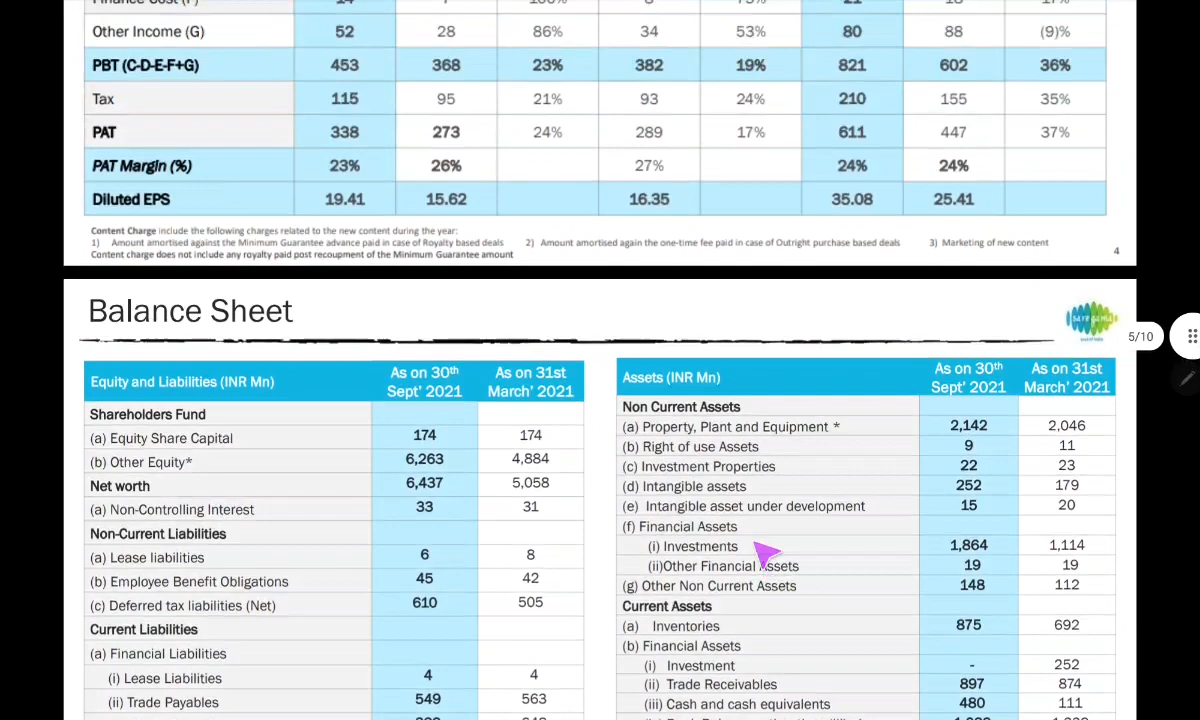 Finance Cost (F) 14 100% 75% 21 18 17%
Other Income (G) 52 28 86% 34 53% 80 88 (9)%
PBT (C-D-E-F+G) 453 368 23% 382 19% 821 602 36%
Tax 115 95 21% 93 24% 210 155 35%
PAT 338 273 24% 289 17% 611 447 37%
PAT Margin (%) 23% 26% 27% 24% 24%
Diluted EPS 19.41 15.62 16.35 35.08 25.41
Content Charge include the following charges related to the new content during the year:
1) Amount amortised against the Minimum Guarantee advance paid in case of Royalty based deals 2) Amount amortised again the one-time fee paid in case of Outright purchase based deals 3) Marketing of new content
Content charge does not include any royalty paid post recoupment of the Minimum Guarantee amount
4
Balance Sheet
saregama
5/10
Equity and Liabilities (INR Mn) As on 30th Sept' 2021 As on 31st March' 2021
Shareholders Fund
(a) Equity Share Capital 174 174
(b) Other Equity* 6,263 4,884
Net worth 6,437 5,058
(a) Non-Controlling Interest 33 31
Non-Current Liabilities
(a) Lease liabilities 6 8
(b) Employee Benefit Obligations 45 42
(c) Deferred tax liabilities (Net) 610 505
Current Liabilities
(a) Financial Liabilities
(i) Lease Liabilities 4 4
(ii) Trade Payables 549 563
Assets (INR Mn) As on 30th Sept' 2021 As on 31st March' 2021
Non Current Assets
(a) Property, Plant and Equipment * 2,142 2,046
(b) Right of use Assets 9 11
(c) Investment Properties 22 23
(d) Intangible assets 252 179
(e) Intangible asset under development 15 20
(f) Financial Assets
(i) Investments 1,864 1,114
(ii)Other Financial Assets 19 19
(g) Other Non Current Assets 148 112
Current Assets
(a) Inventories 875 692
(b) Financial Assets
(i) Investment - 252
(ii) Trade Receivables 897 874
(iii) Cash and cash equivalents 480 111